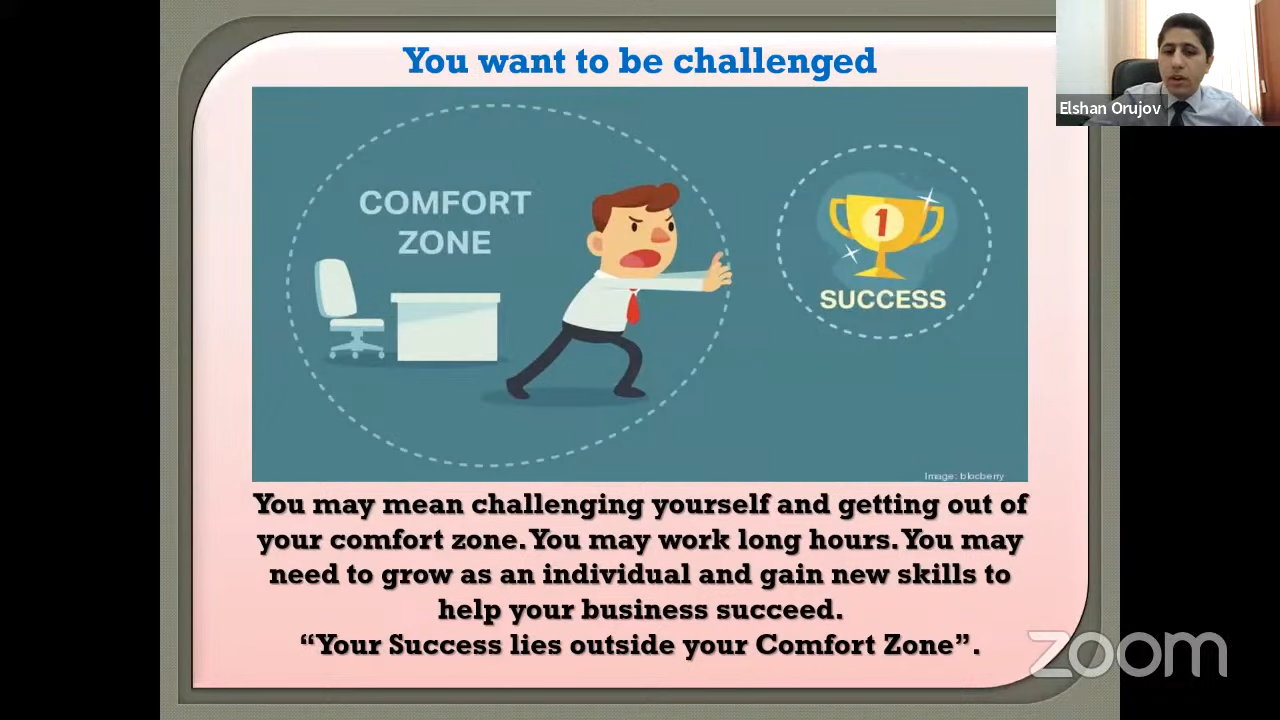 You want to be challenged
Elshan Orujov
COMFORT
ZONE
1
SUCCESS
Image: blocberry
You may mean challenging yourself and getting out of
your comfort zone. You may work long hours. You may
need to grow as an individual and gain new skills to
help your business succeed.
“Your Success lies outside your Comfort Zone”.
zoom